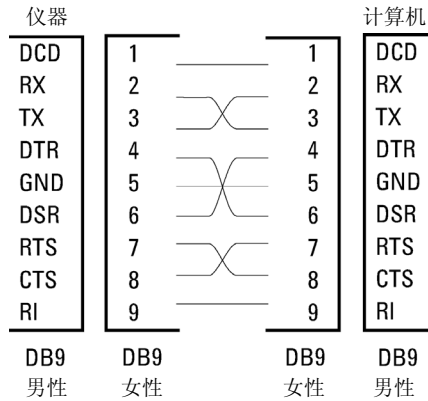 仪器 计算机
DCD 1 1 DCD
RX 2 2 RX
TX 3 3 TX
DTR 4 4 DTR
GND 5 5 GND
DSR 6 6 DSR
RTS 7 7 RTS
CTS 8 8 CTS
RI 9 9 RI
DB9 DB9 DB9 DB9
男性 女性 女性 男性